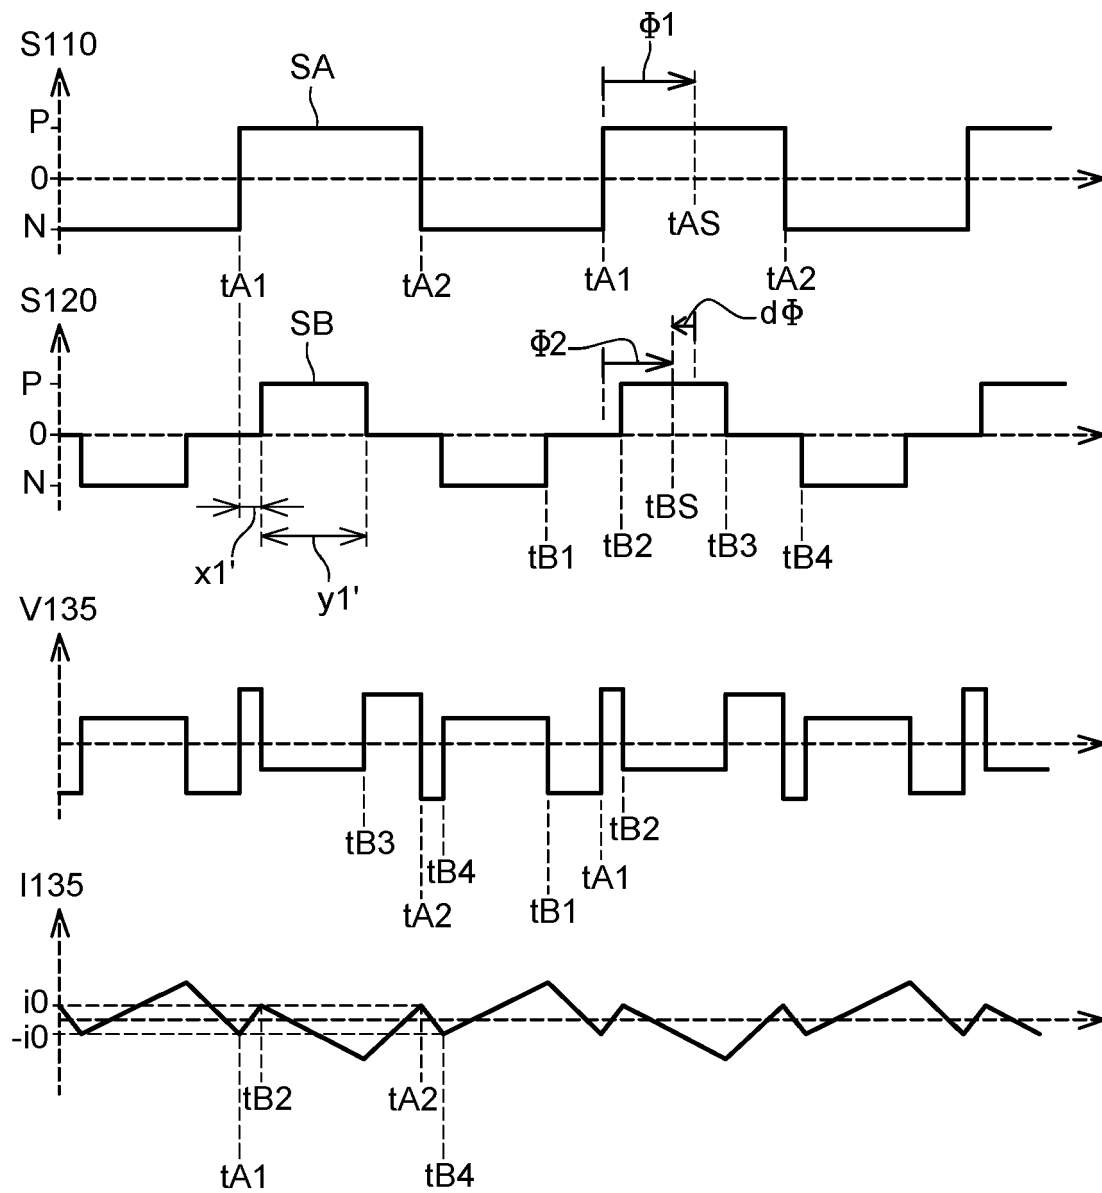 Φ1
S110
SA
P
0
N
tAS
tA1
tA2
tA1
tA2
S120
SB
Φ2
dΦ
P
0
N
tBS
tB1
tB2
tB3
tB4
x1'
y1'
V135
tB3
tB2
tB4
tA1
tA2
tB1
I135
i0
-i0
tB2
tA2
tA1
tB4